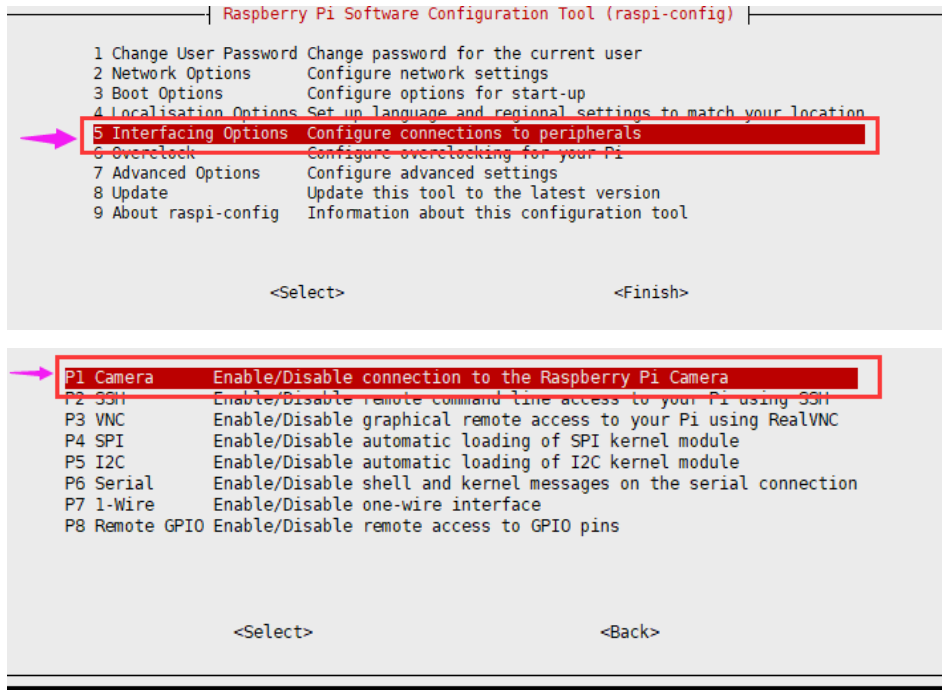 Raspberry Pi Software Configuration Tool (raspi-config)
1 Change User Password Change password for the current user
2 Network Options Configure network settings
3 Boot Options Configure options for start-up
4 Localisation Options Set up language and regional settings to match your location
5 Interfacing Options Configure connections to peripherals
6 Overclock Configure overclocking for your Pi
7 Advanced Options Configure advanced settings
8 Update Update this tool to the latest version
9 About raspi-config Information about this configuration tool
<Select> <Finish>
P1 Camera Enable/Disable connection to the Raspberry Pi Camera
P2 SSH Enable/Disable remote command line access to your Pi using SSH
P3 VNC Enable/Disable graphical remote access to your Pi using RealVNC
P4 SPI Enable/Disable automatic loading of SPI kernel module
P5 I2C Enable/Disable automatic loading of I2C kernel module
P6 Serial Enable/Disable shell and kernel messages on the serial connection
P7 1-Wire Enable/Disable one-wire interface
P8 Remote GPIO Enable/Disable remote access to GPIO pins
<Select> <Back>